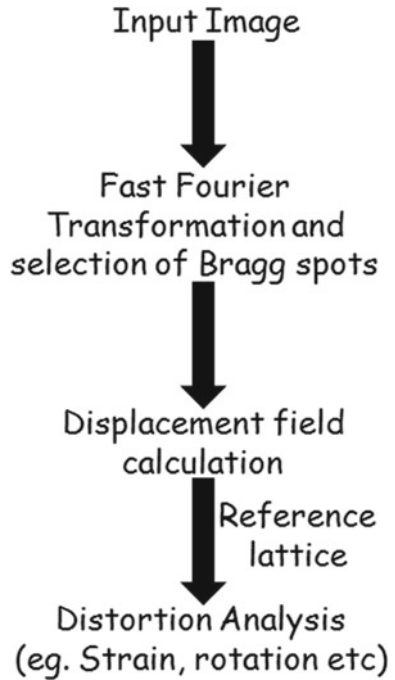 Input Image
Fast Fourier
Transformation and
selection of Bragg spots
Displacement field
calculation
Reference
lattice
Distortion Analysis
(eg. Strain, rotation etc)